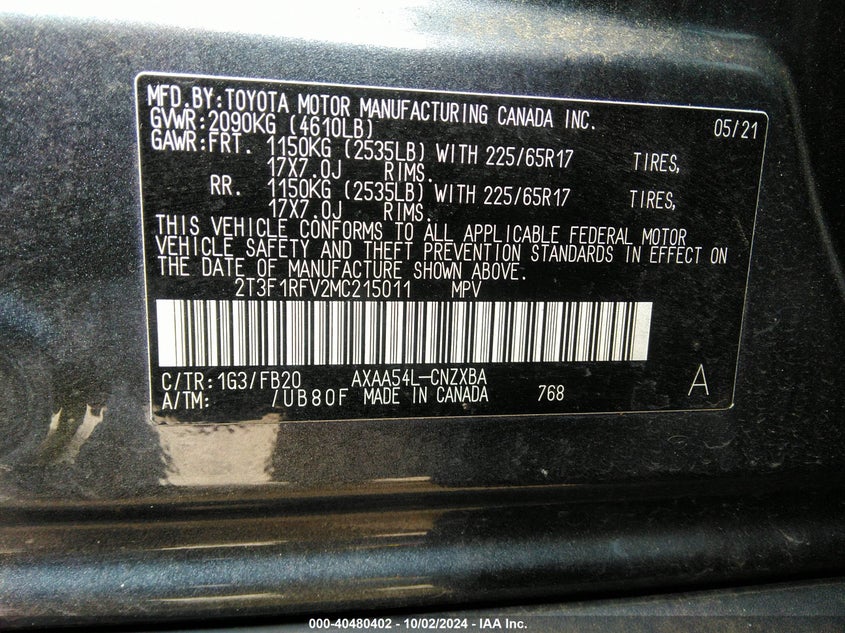 MFD.BY:TOYOTA MOTOR MANUFACTURING CANADA INC. 05/21
GVWR:2090KG (4610LB)
GAWR:FRT. 1150KG (2535LB) WITH 225/65R17 TIRES,
17X7.0J RIMS.
RR. 1150KG (2535LB) WITH 225/65R17 TIRES,
17X7.0J RIMS.
THIS VEHICLE CONFORMS TO ALL APPLICABLE FEDERAL MOTOR
VEHICLE SAFETY AND THEFT PREVENTION STANDARDS IN EFFECT ON
THE DATE OF MANUFACTURE SHOWN ABOVE.
2T3F1RFV2MC215011 MPV
C/TR:1G3/FB20 AXAA54L-CNZXBA A
A/TM: /UB80F MADE IN CANADA 768
000-40480402 - 10/02/2024 - IAA Inc.